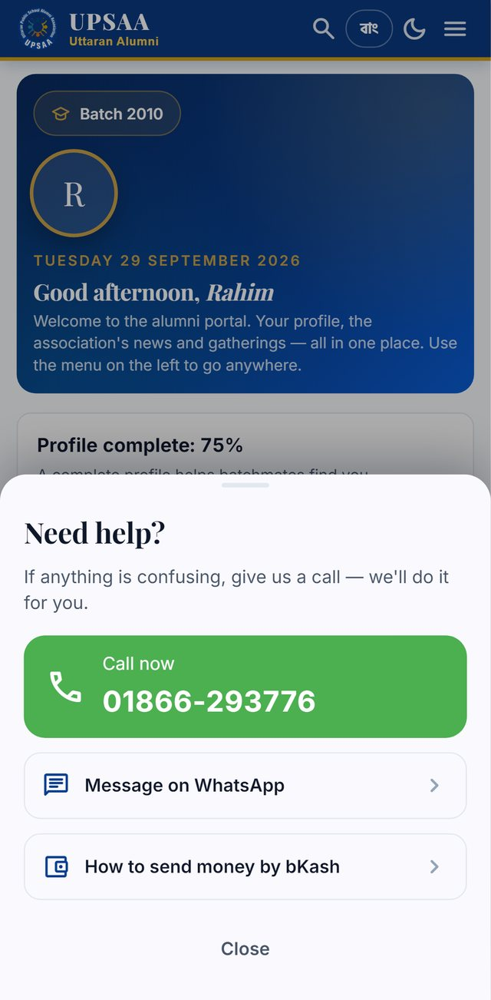 UPSAA
Uttaran Alumni
বাং
UPSAA
Batch 2010
R
TUESDAY 29 SEPTEMBER 2026
Good afternoon, Rahim
Welcome to the alumni portal. Your profile, the
association's news and gatherings — all in one place. Use
the menu on the left to go anywhere.
Profile complete: 75%
A complete profile helps batchmates find you
Need help?
If anything is confusing, give us a call — we'll do it
for you.
Call now
01866-293776
Message on WhatsApp
How to send money by bKash
Close